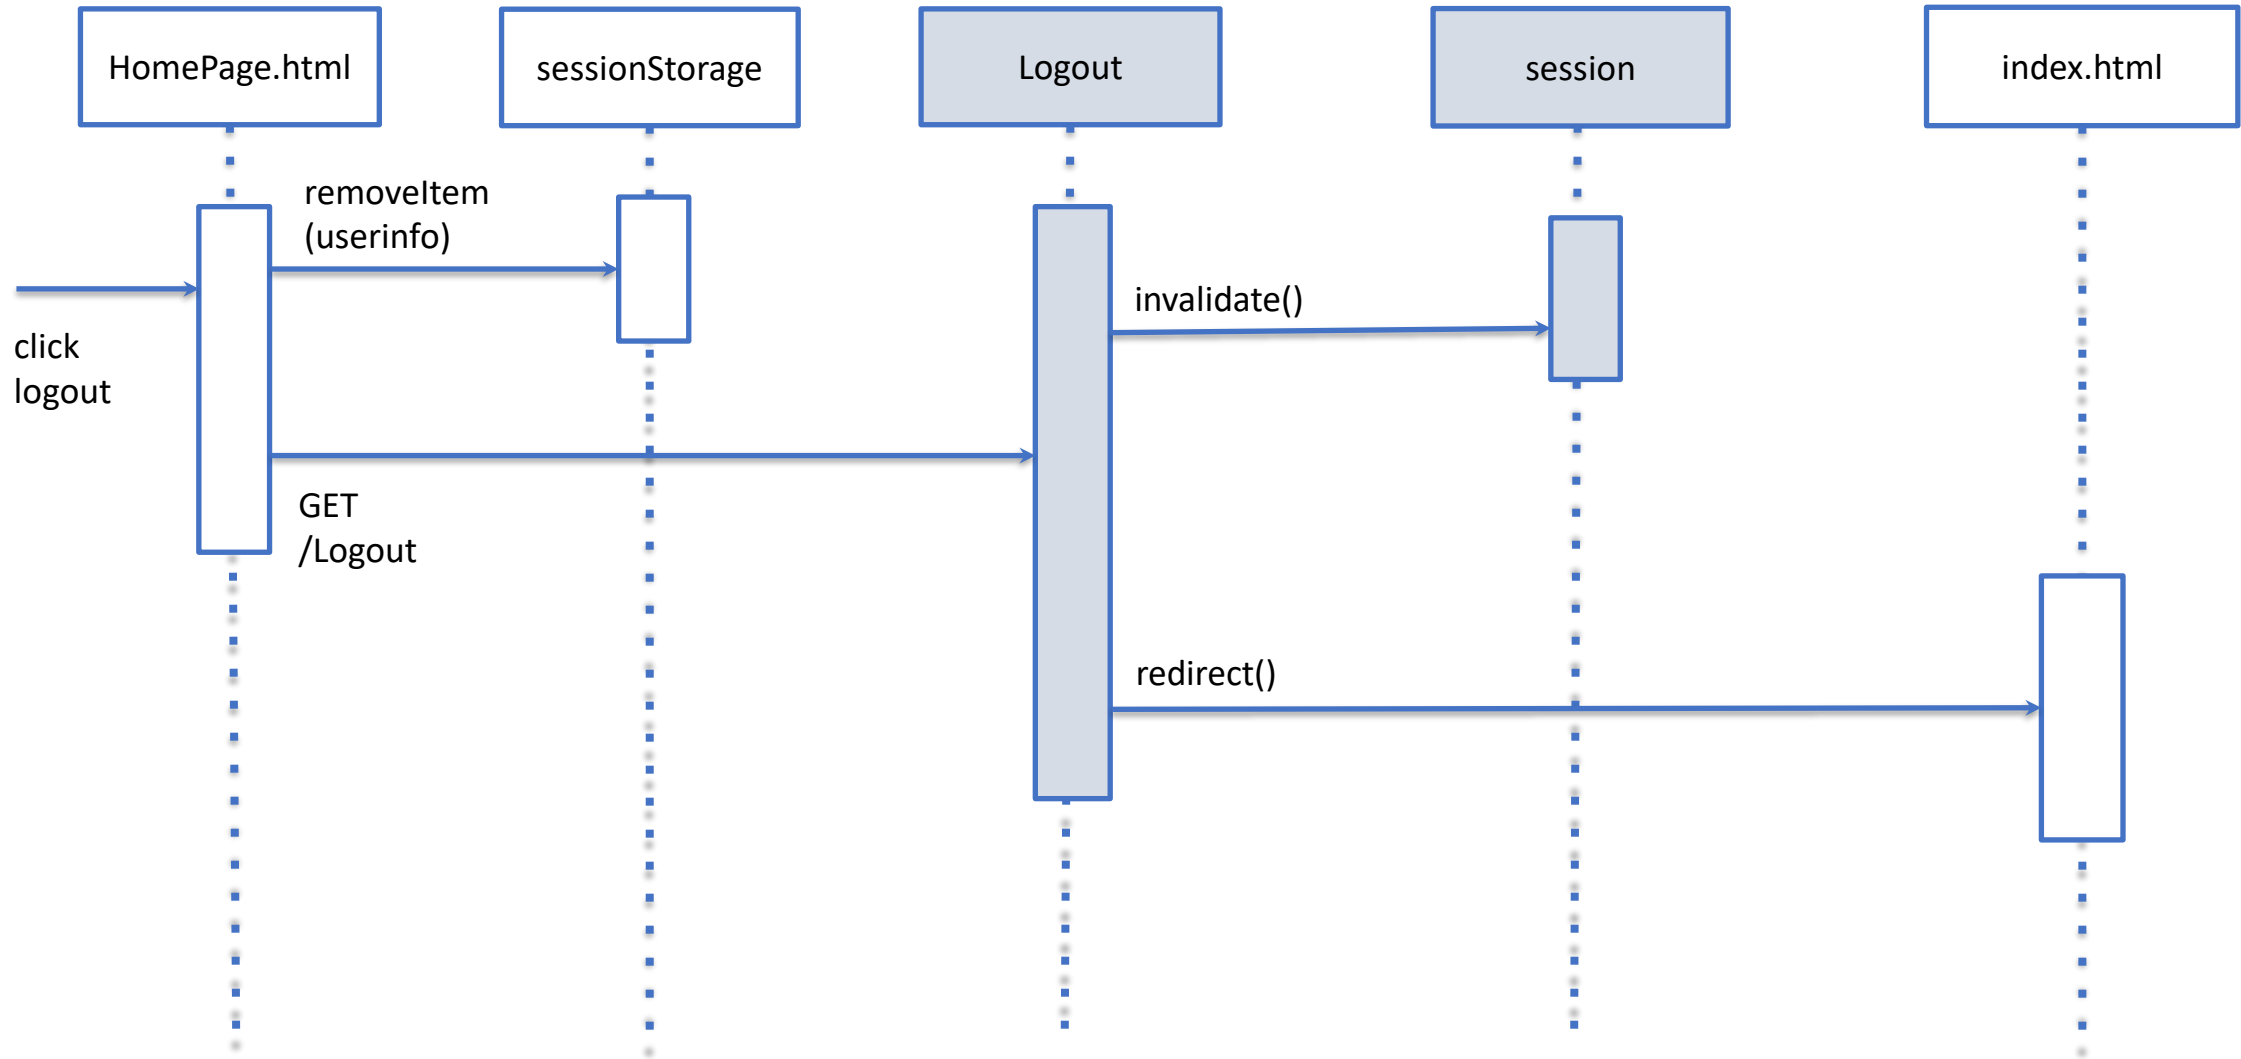 HomePage.html
sessionStorage
Logout
session
index.html
removeItem
(userinfo)
click
logout
invalidate()
GET
/Logout
redirect()